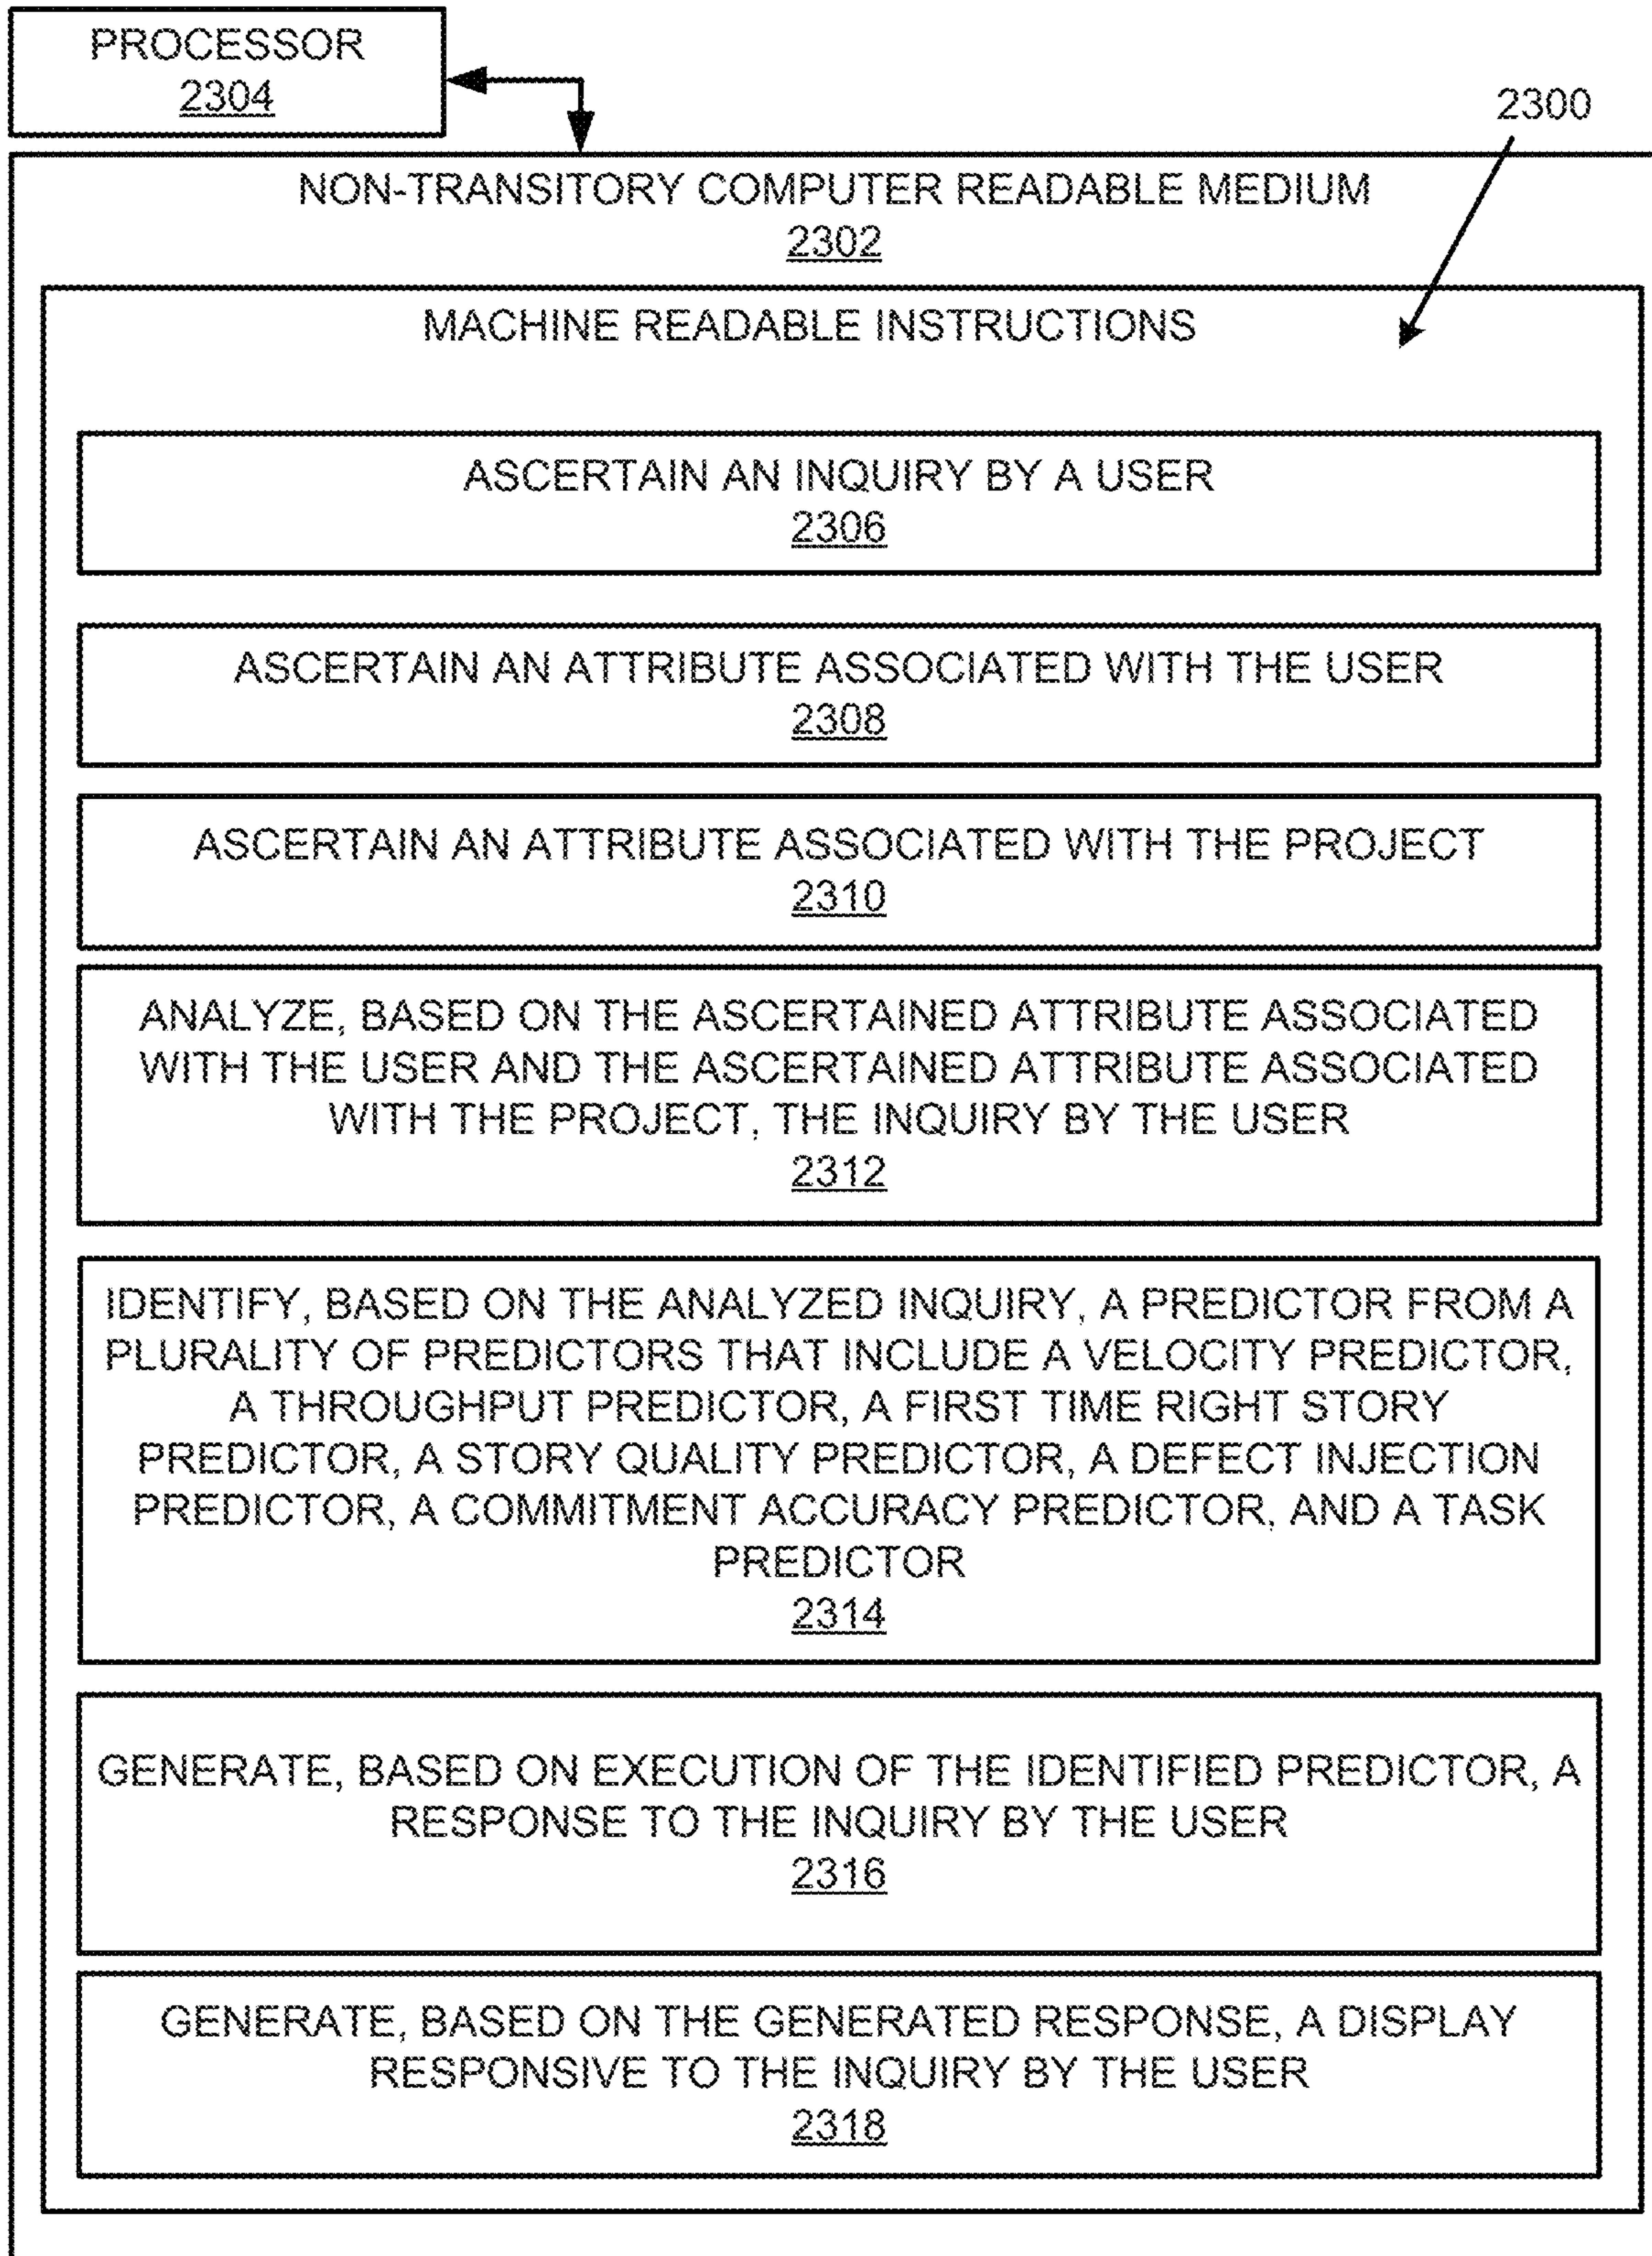 PROCESSOR
2304
2300
NON-TRANSITORY COMPUTER READABLE MEDIUM
2302
MACHINE READABLE INSTRUCTIONS
ASCERTAIN AN INQUIRY BY A USER
2306
ASCERTAIN AN ATTRIBUTE ASSOCIATED WITH THE USER
2308
ASCERTAIN AN ATTRIBUTE ASSOCIATED WITH THE PROJECT
2310
ANALYZE, BASED ON THE ASCERTAINED ATTRIBUTE ASSOCIATED
WITH THE USER AND THE ASCERTAINED ATTRIBUTE ASSOCIATED
WITH THE PROJECT, THE INQUIRY BY THE USER
2312
IDENTIFY, BASED ON THE ANALYZED INQUIRY, A PREDICTOR FROM A
PLURALITY OF PREDICTORS THAT INCLUDE A VELOCITY PREDICTOR,
A THROUGHPUT PREDICTOR, A FIRST TIME RIGHT STORY
PREDICTOR, A STORY QUALITY PREDICTOR, A DEFECT INJECTION
PREDICTOR, A COMMITMENT ACCURACY PREDICTOR, AND A TASK
PREDICTOR
2314
GENERATE, BASED ON EXECUTION OF THE IDENTIFIED PREDICTOR, A
RESPONSE TO THE INQUIRY BY THE USER
2316
GENERATE, BASED ON THE GENERATED RESPONSE, A DISPLAY
RESPONSIVE TO THE INQUIRY BY THE USER
2318